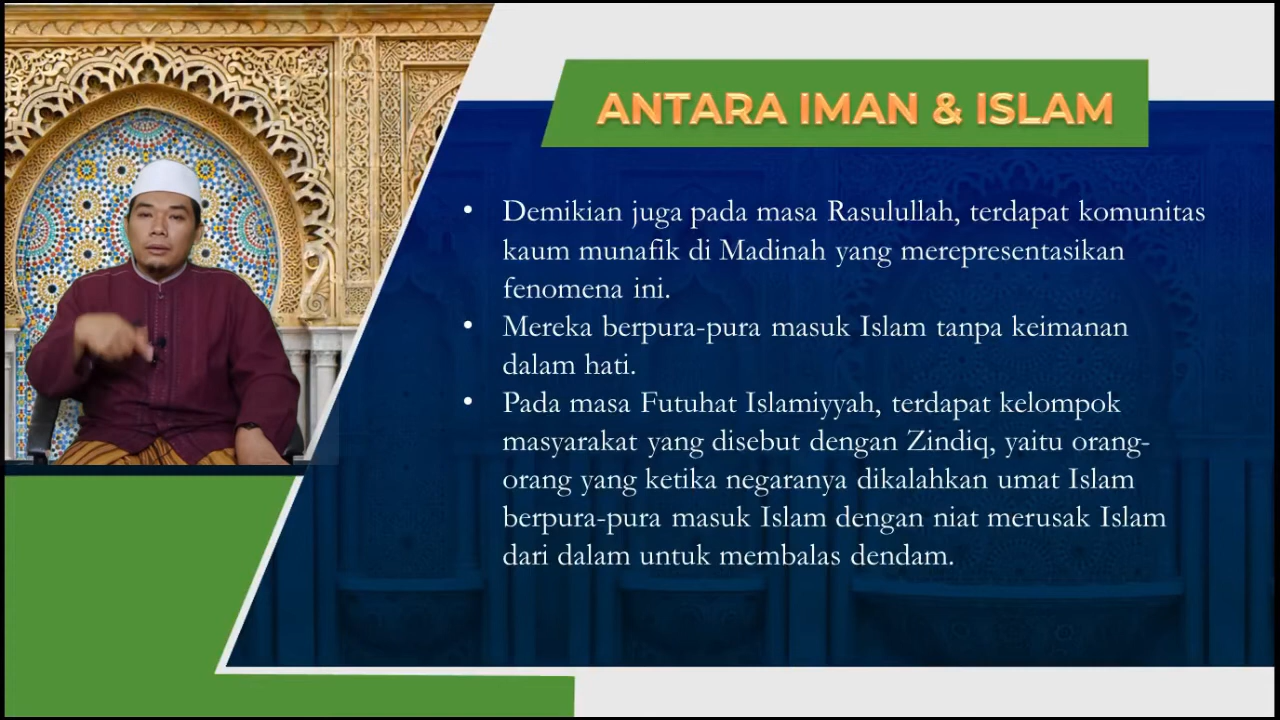 ANTARA IMAN & ISLAM
• Demikian juga pada masa Rasulullah, terdapat komunitas
kaum munafik di Madinah yang merepresentasikan
fenomena ini.
• Mereka berpura-pura masuk Islam tanpa keimanan
dalam hati.
• Pada masa Futuhat Islamiyyah, terdapat kelompok
masyarakat yang disebut dengan Zindiq, yaitu orang-
orang yang ketika negaranya dikalahkan umat Islam
berpura-pura masuk Islam dengan niat merusak Islam
dari dalam untuk membalas dendam.